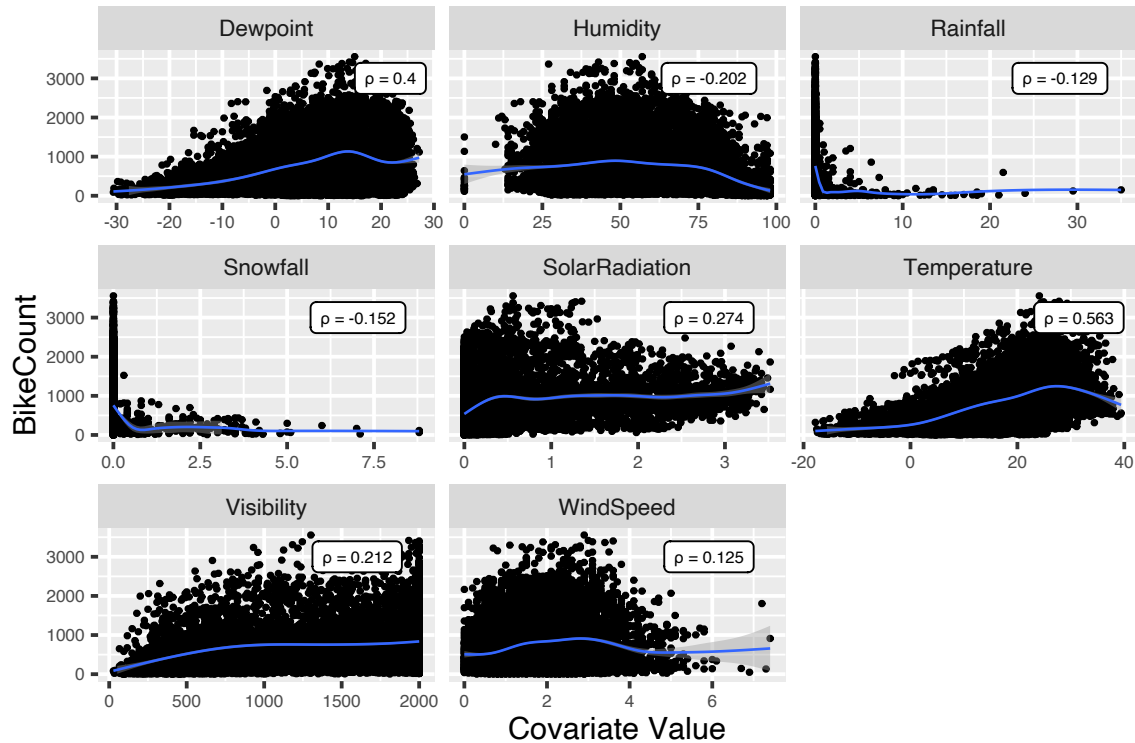 Dewpoint Humidity Rainfall
ρ = 0.4 ρ = -0.202 ρ = -0.129
3000
2000
1000
0
-30 -20 -10 0 10 20 30 0 25 50 75 100 0 10 20 30
Snowfall SolarRadiation Temperature
ρ = -0.152 ρ = 0.274 ρ = 0.563
3000
2000
1000
0
0.0 2.5 5.0 7.5 0 1 2 3 -20 0 20 40
BikeCount
Visibility WindSpeed
ρ = 0.212 ρ = 0.125
3000
2000
1000
0
0 500 1000 1500 2000 0 2 4 6
Covariate Value